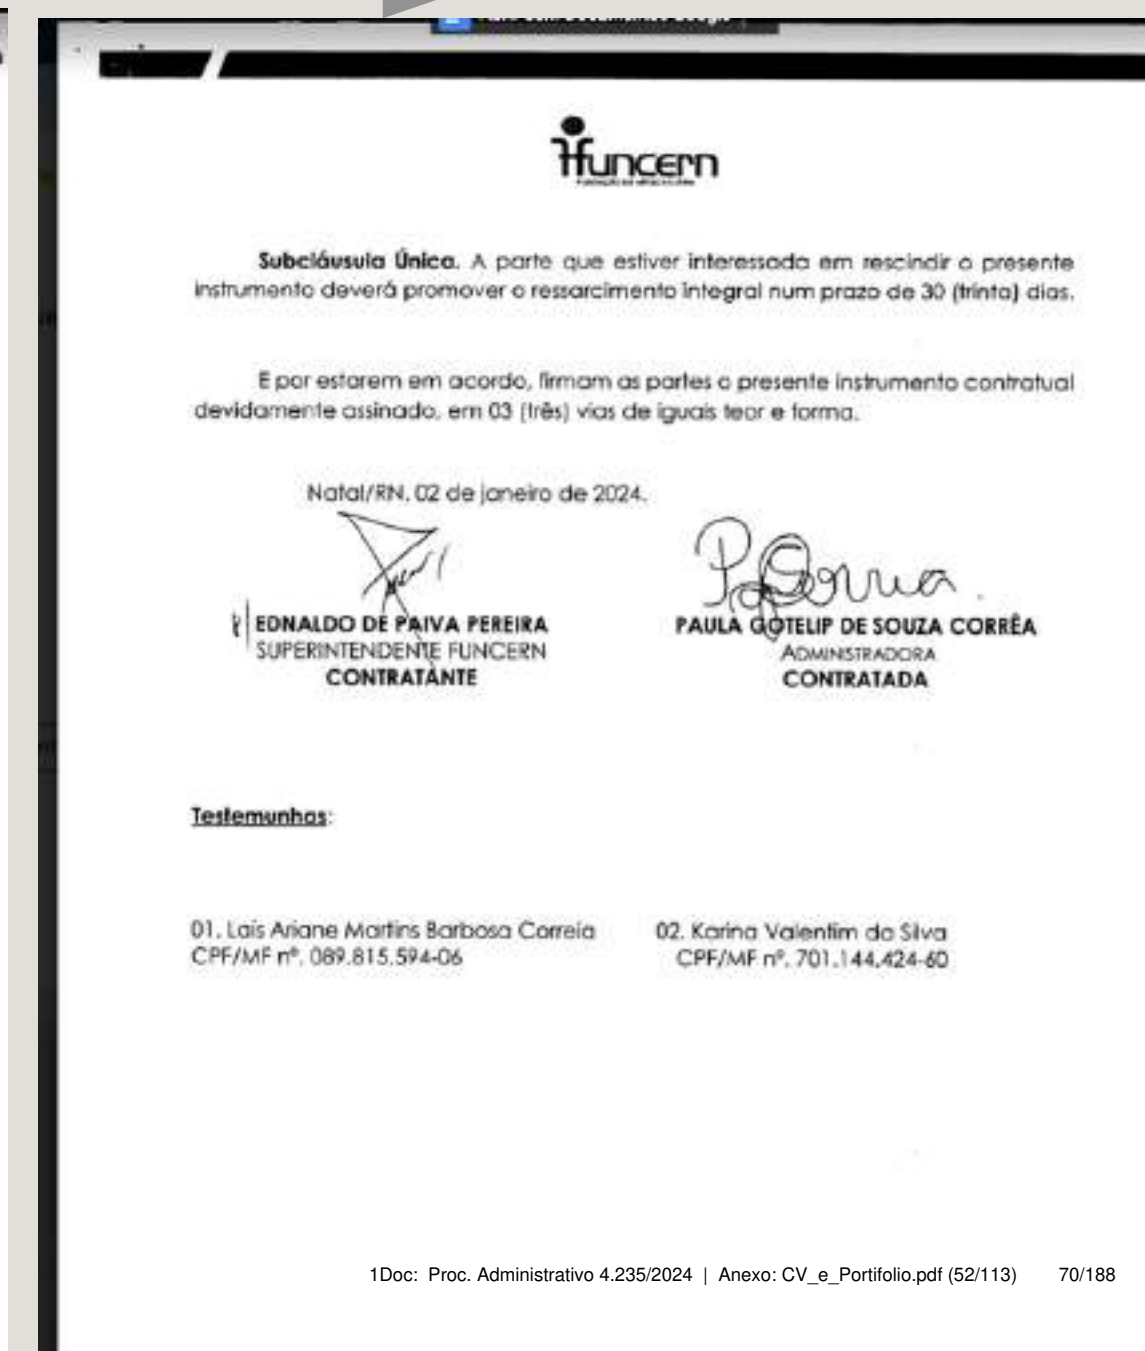 funcern
Subcláusula Única. A parte que estiver interessada em rescindir o presente
instrumento deverá promover o ressarcimento integral num prazo de 30 (trinta) dias.
E por estarem em acordo, firmam as partes o presente instrumento contratual
devidamente assinado, em 03 (três) vias de iguais teor e forma.
Natal/RN, 02 de janeiro de 2024.
EDNALDO DE PAIVA PEREIRA
SUPERINTENDENTE FUNCERN
CONTRATANTE
PAULA GOTELIP DE SOUZA CORRÊA
ADMINISTRADORA
CONTRATADA
Testemunhas:
01. Laís Ariane Martins Barbosa Correia
CPF/MF nº. 089.815.594-06
02. Karina Valentim da Silva
CPF/MF nº. 701.144.424-60
1Doc: Proc. Administrativo 4.235/2024 | Anexo: CV_e_Portifolio.pdf (52/113) 70/188